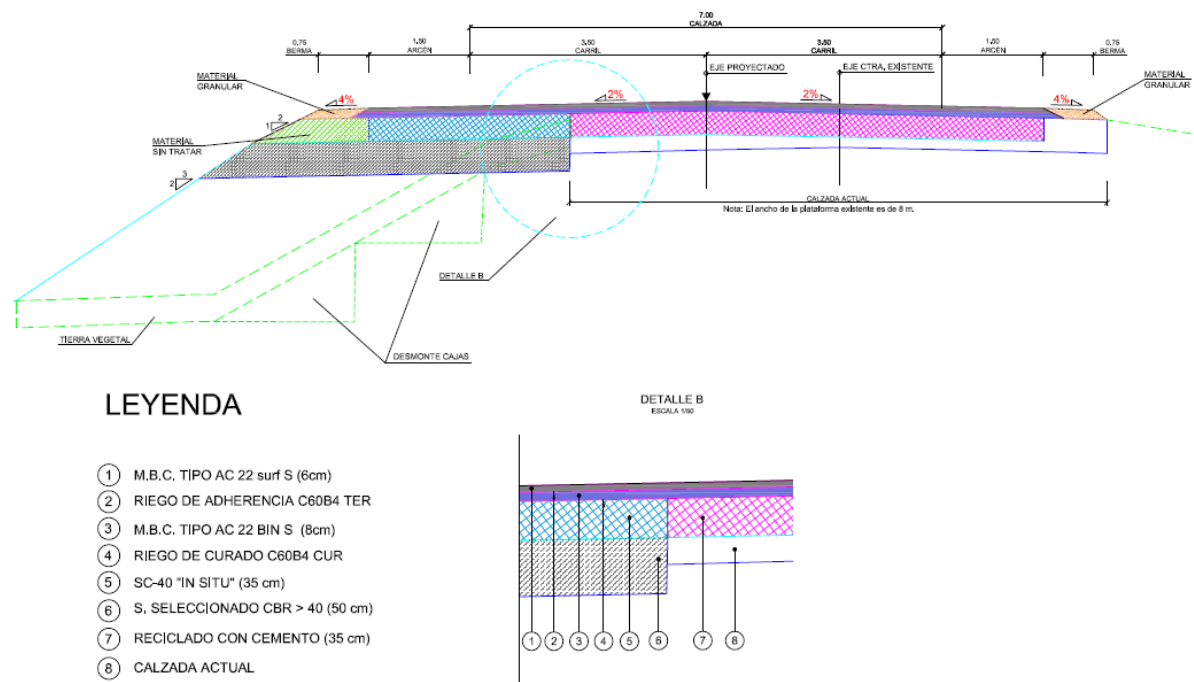 7.00
CALZADA
0.75
BERMA
1.50
ARCÉN
3.50
CARRIL
3.50
CARRIL
1.50
ARCÉN
0.75
BERMA
EJE PROYECTADO
EJE CTRA. EXISTENTE
MATERIAL
GRANULAR
MATERIAL
GRANULAR
4%
2%
2%
4%
2
1
MATERIAL
SIN TRATAR
3
2
CALZADA ACTUAL
Nota: El ancho de la plataforma existente es de 8 m.
DETALLE B
TIERRA VEGETAL
DESMONTE CAJAS
LEYENDA
1 M.B.C. TIPO AC 22 surf S (6cm)
2 RIEGO DE ADHERENCIA C60B4 TER
3 M.B.C. TIPO AC 22 BIN S (8cm)
4 RIEGO DE CURADO C60B4 CUR
5 SC-40 "IN SITU" (35 cm)
6 S. SELECCIONADO CBR > 40 (50 cm)
7 RECICLADO CON CEMENTO (35 cm)
8 CALZADA ACTUAL
DETALLE B
ESCALA 1/50
1 2 3 4 5 6 7 8